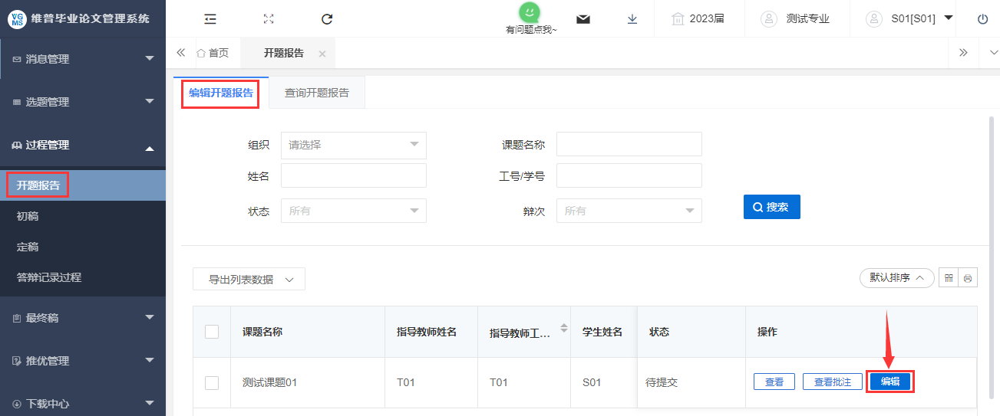 VG
MS
维普毕业论文管理系统
有问题点我~
2023届
测试专业
S01[S01]
消息管理
选题管理
过程管理
开题报告
初稿
定稿
答辩记录过程
最终稿
推优管理
下载中心
首页
开题报告
编辑开题报告
查询开题报告
组织
请选择
课题名称
姓名
工号/学号
状态
所有
辩次
所有
搜索
导出列表数据
默认排序
课题名称
指导教师姓名
指导教师工...
学生姓名
状态
操作
测试课题01
T01
T01
S01
待提交
查看
查看批注
编辑